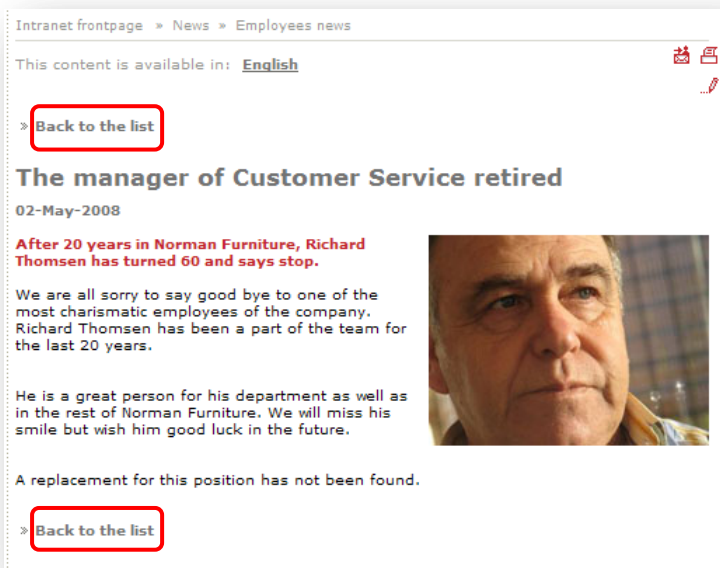 Intranet frontpage » News » Employees news
This content is available in: English
» Back to the list
The manager of Customer Service retired
02-May-2008
After 20 years in Norman Furniture, Richard
Thomsen has turned 60 and says stop.
We are all sorry to say good bye to one of the
most charismatic employees of the company.
Richard Thomsen has been a part of the team for
the last 20 years.
He is a great person for his department as well as
in the rest of Norman Furniture. We will miss his
smile but wish him good luck in the future.
A replacement for this position has not been found.
» Back to the list